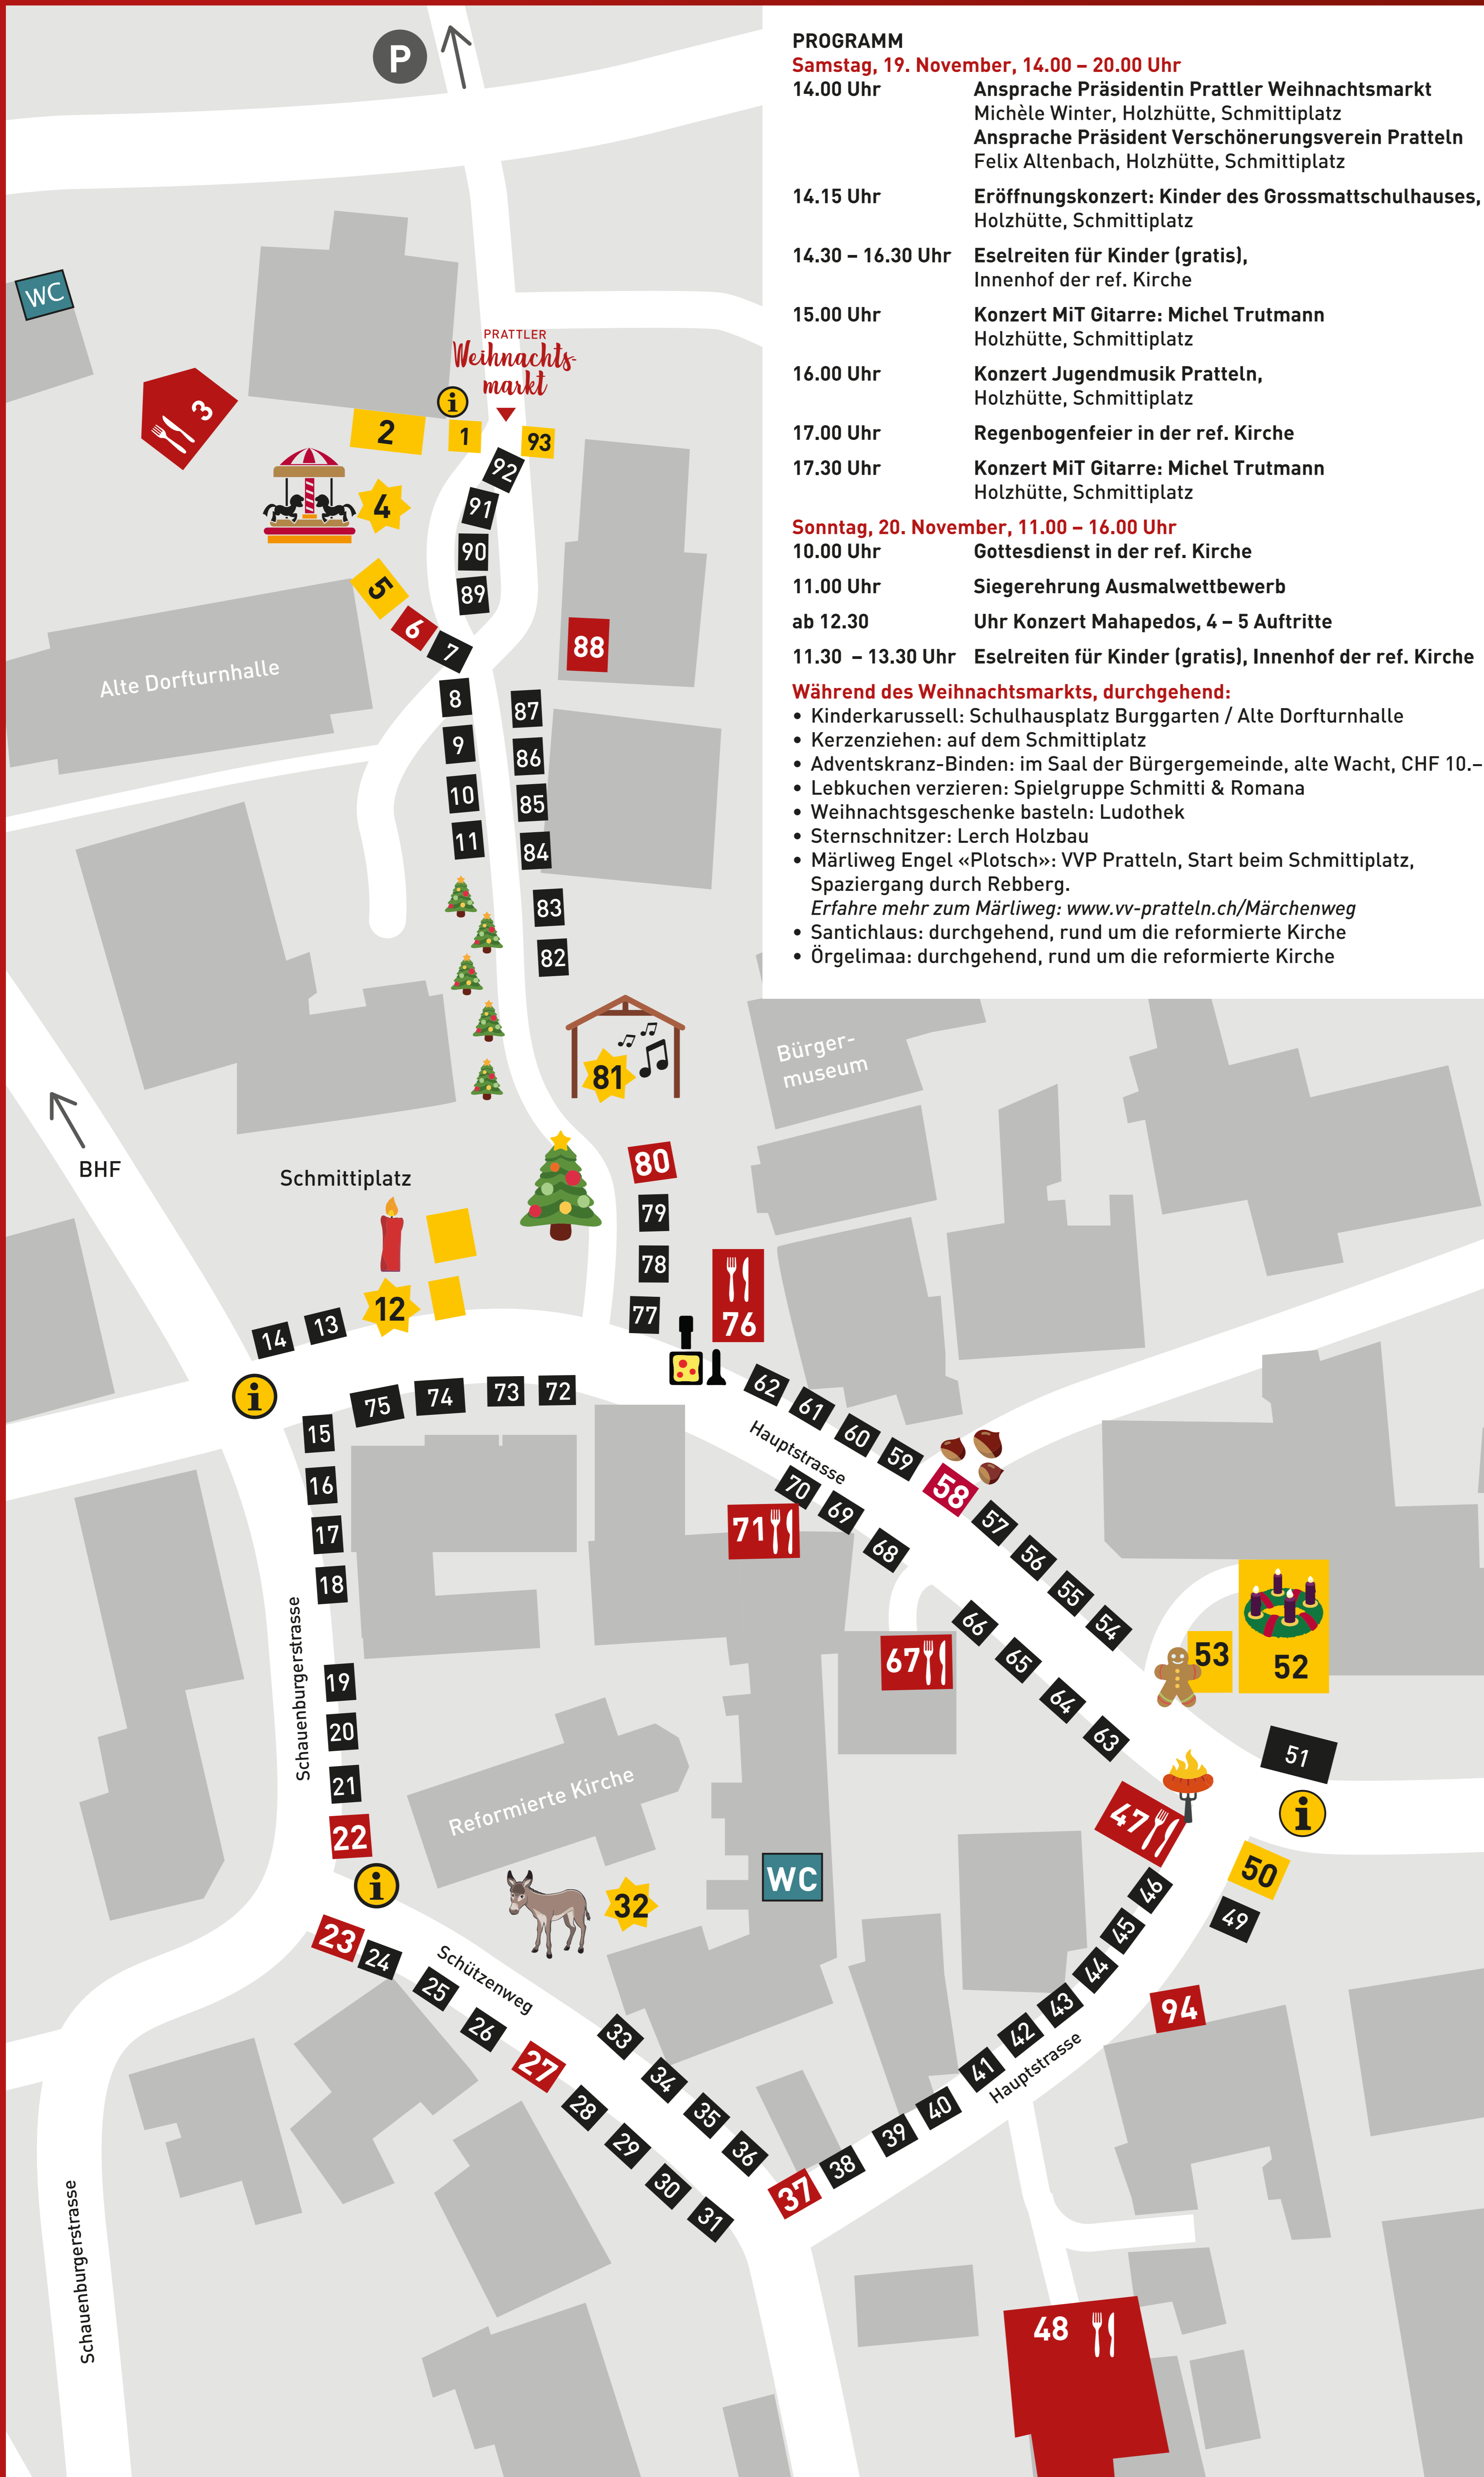 PROGRAMM
Samstag, 19. November, 14.00 – 20.00 Uhr
14.00 Uhr Ansprache Präsidentin Prattler Weihnachtsmarkt
Michèle Winter, Holzhütte, Schmittiplatz
Ansprache Präsident Verschönerungsverein Pratteln
Felix Altenbach, Holzhütte, Schmittiplatz
14.15 Uhr Eröffnungskonzert: Kinder des Grossmattschulhauses,
Holzhütte, Schmittiplatz
14.30 – 16.30 Uhr Eselreiten für Kinder (gratis),
Innenhof der ref. Kirche
15.00 Uhr Konzert MiT Gitarre: Michel Trutmann
Holzhütte, Schmittiplatz
16.00 Uhr Konzert Jugendmusik Pratteln,
Holzhütte, Schmittiplatz
17.00 Uhr Regenbogenfeier in der ref. Kirche
17.30 Uhr Konzert MiT Gitarre: Michel Trutmann
Holzhütte, Schmittiplatz
Sonntag, 20. November, 11.00 – 16.00 Uhr
10.00 Uhr Gottesdienst in der ref. Kirche
11.00 Uhr Siegerehrung Ausmalwettbewerb
ab 12.30 Uhr Konzert Mahapedos, 4 – 5 Auftritte
11.30 – 13.30 Uhr Eselreiten für Kinder (gratis), Innenhof der ref. Kirche
Während des Weihnachtsmarkts, durchgehend:
• Kinderkarussell: Schulhausplatz Burggarten / Alte Dorfturnhalle
• Kerzenziehen: auf dem Schmittiplatz
• Adventskranz-Binden: im Saal der Bürgergemeinde, alte Wacht, CHF 10.–
• Lebkuchen verzieren: Spielgruppe Schmitti & Romana
• Weihnachtsgeschenke basteln: Ludothek
• Sternschnitzer: Lerch Holzbau
• Märliweg Engel «Plotsch»: VVP Pratteln, Start beim Schmittiplatz,
Spaziergang durch Rebberg.
Erfahre mehr zum Märliweg: www.vv-pratteln.ch/Märchenweg
• Santichlaus: durchgehend, rund um die reformierte Kirche
• Örgelimaa: durchgehend, rund um die reformierte Kirche
P
WC
PRATTLER
Weihnachts-
markt
i
3
2
1
93
92
4
91
90
5
89
6
7
88
Alte Dorfturnhalle
8
87
9
86
10
85
11
84
83
82
81
Bürger-
museum
BHF
Schmittiplatz
80
79
78
77
76
12
13
14
i
75
74
73
72
15
16
17
18
Schauenburgerstrasse
19
20
21
22
i
62
61
60
59
58
57
56
55
54
Hauptstrasse
70
69
68
71
67
66
65
64
63
53
52
51
i
47
50
49
46
45
44
43
42
41
40
39
38
37
94
Hauptstrasse
Reformierte Kirche
WC
32
23
24
25
26
27
28
29
30
31
Schützenweg
33
34
35
36
Schauenburgerstrasse
48